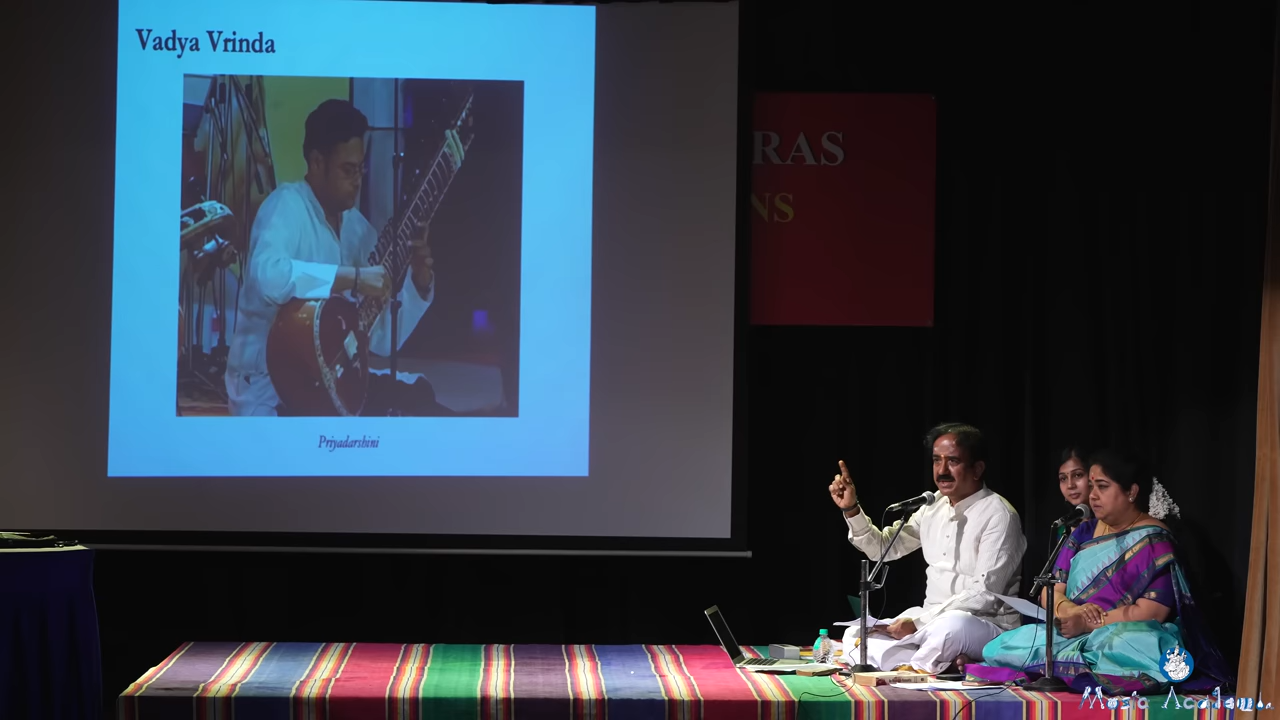 Vadya Vrinda
Priyadarshini
RAS
NS
Music Academy